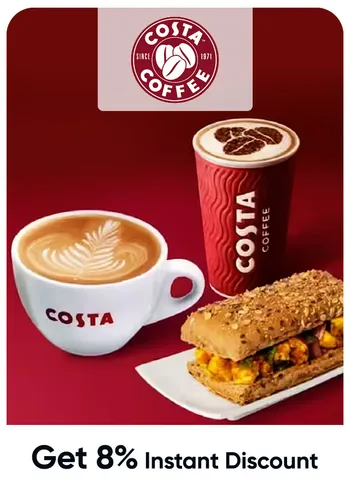 COSTA
SINCE 1971
COFFEE
COSTA
COSTA
COFFEE
Get 8% Instant Discount